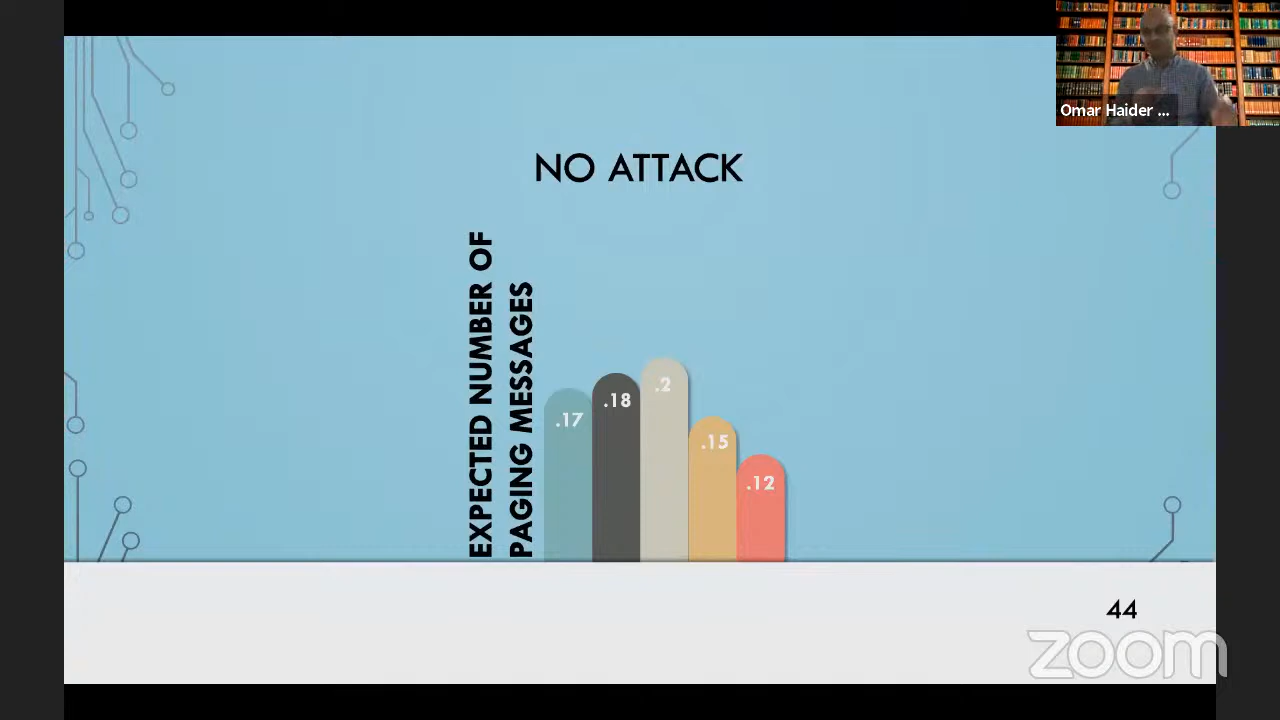 Omar Haider ...
NO ATTACK
EXPECTED NUMBER OF
PAGING MESSAGES
.17
.18
.2
.15
.12
44
zoom